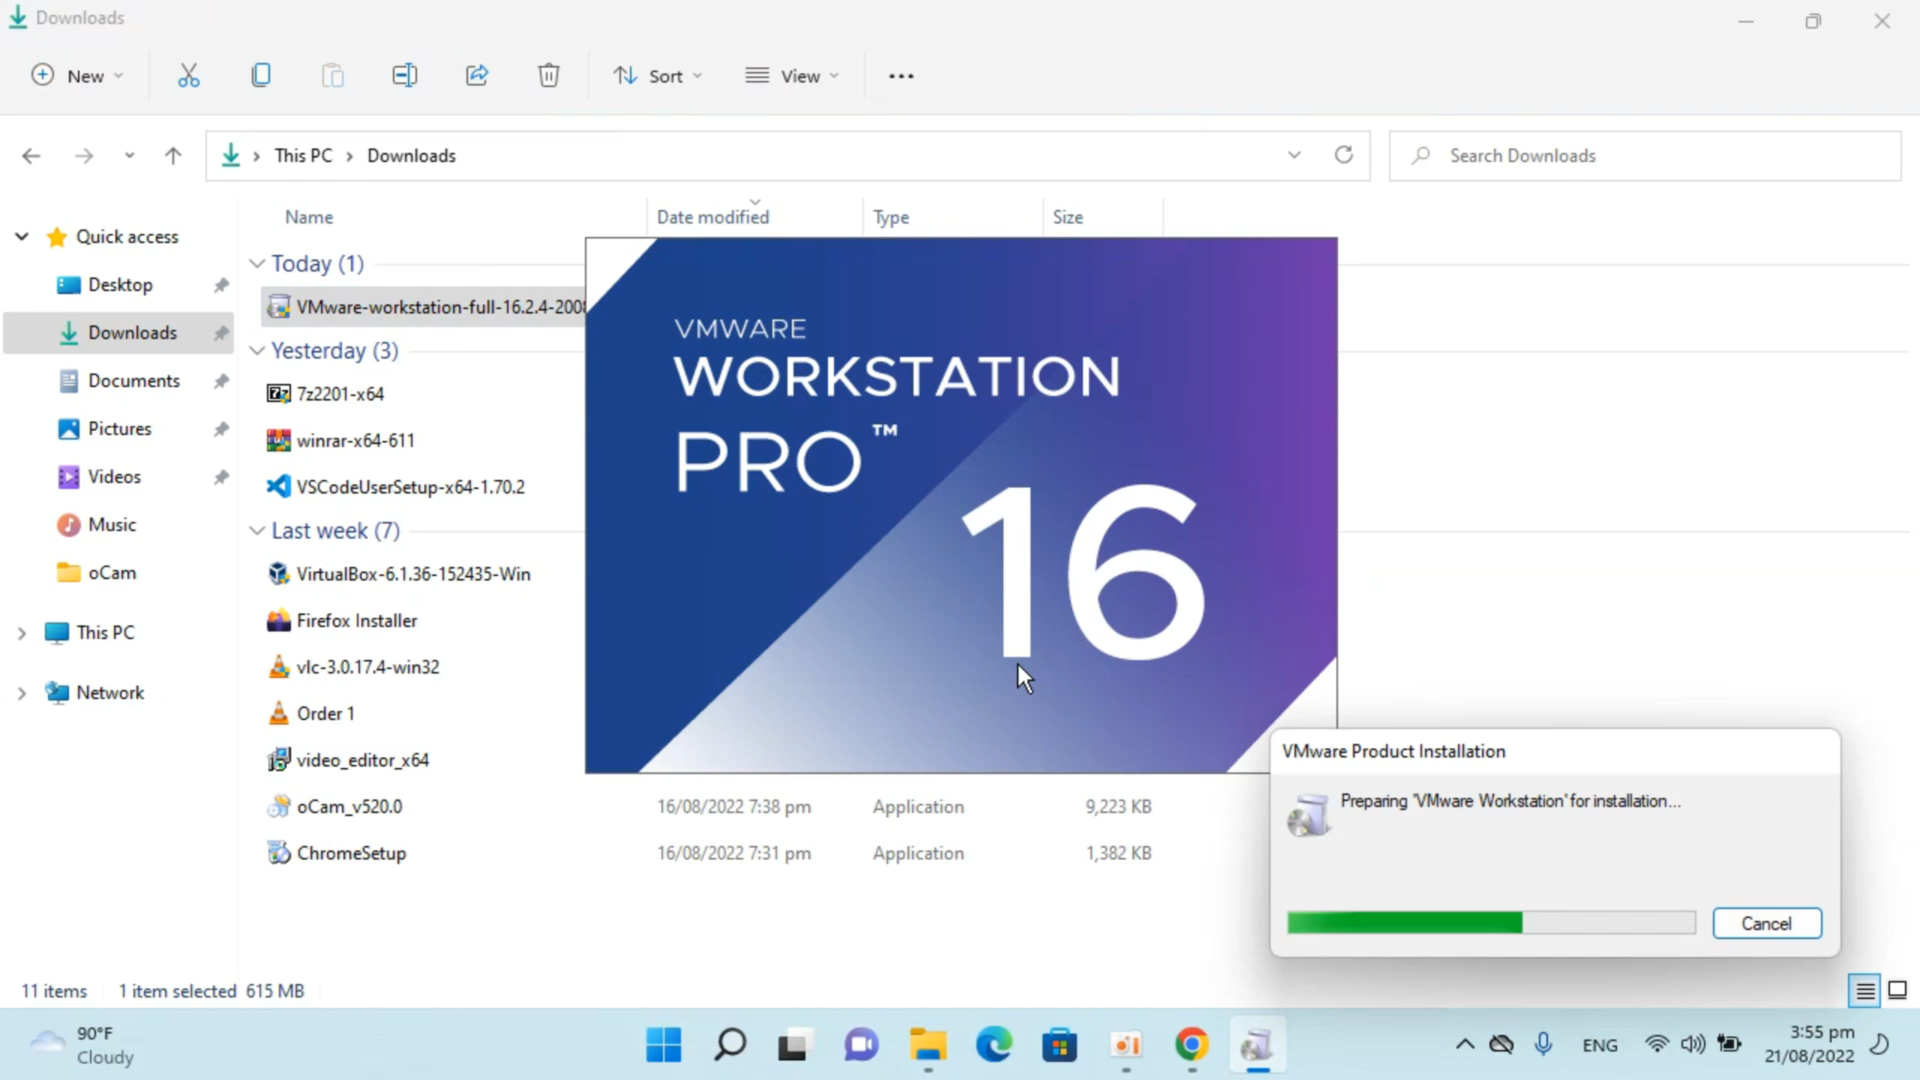 Downloads
New
Sort
View
This PC
Downloads
Search Downloads
Name
Date modified
Type
Size
Quick access
Desktop
Downloads
Documents
Pictures
Videos
Music
oCam
This PC
Network
Today (1)
VMware-workstation-full-16.2.4-200
Yesterday (3)
7z2201-x64
winrar-x64-611
VSCodeUserSetup-x64-1.70.2
Last week (7)
VirtualBox-6.1.36-152435-Win
Firefox Installer
vlc-3.0.17.4-win32
Order 1
video_editor_x64
oCam_v520.0 16/08/2022 7:38 pm Application 9,223 KB
ChromeSetup 16/08/2022 7:31 pm Application 1,382 KB
VMWARE
WORKSTATION
PRO™
16
VMware Product Installation
Preparing 'VMware Workstation' for installation...
Cancel
11 items 1 item selected 615 MB
90°F
Cloudy
ENG
3:55 pm
21/08/2022